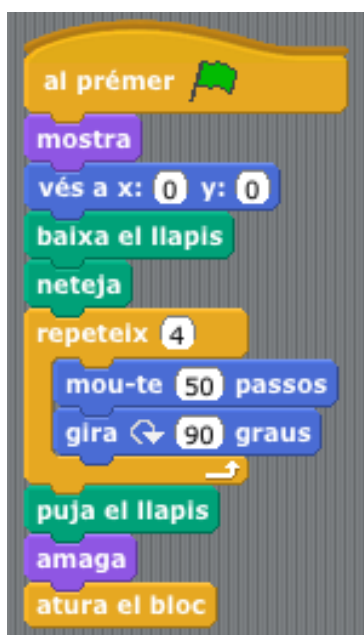 al prémer
mostra
vés a x: 0 y: 0
baixa el llapis
neteja
repeteix 4
mou-te 50 passos
gira 90 graus
puja el llapis
amaga
atura el bloc